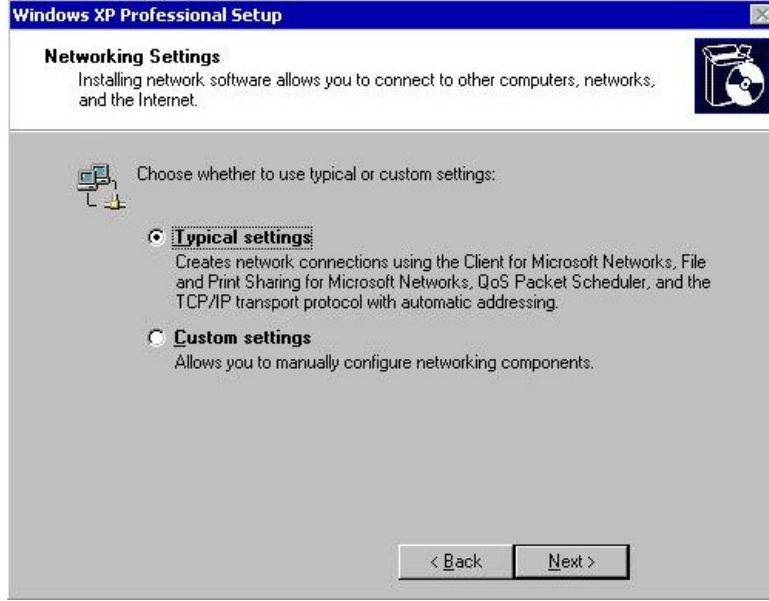 Windows XP Professional Setup
Networking Settings
Installing network software allows you to connect to other computers, networks,
and the Internet.
Choose whether to use typical or custom settings:
Typical settings
Creates network connections using the Client for Microsoft Networks, File
and Print Sharing for Microsoft Networks, QoS Packet Scheduler, and the
TCP/IP transport protocol with automatic addressing.
Custom settings
Allows you to manually configure networking components.
< Back
Next >